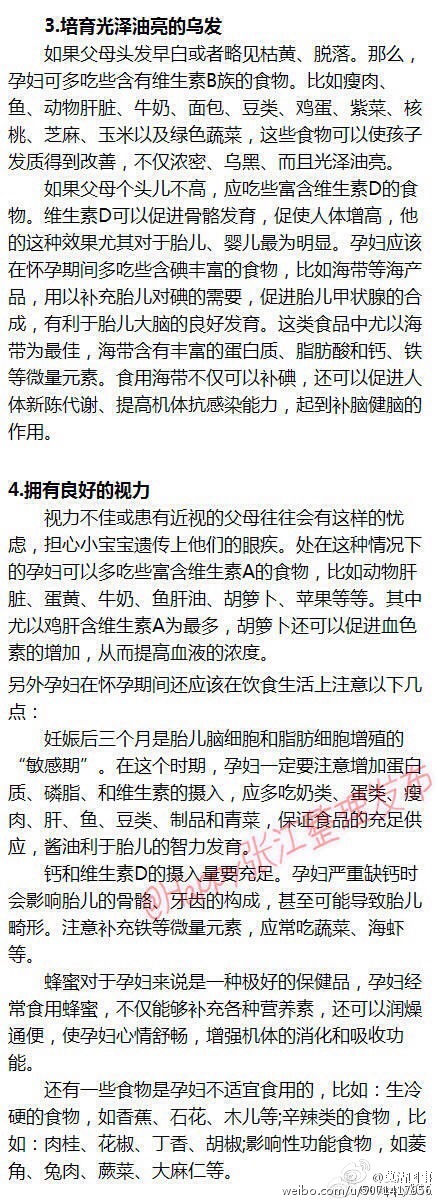 3.培育光泽油亮的乌发
如果父母头发早白或者略见枯黄、脱落。那么，
孕妇可多吃些含有维生素B族的食物。比如瘦肉、
鱼、动物肝脏、牛奶、面包、豆类、鸡蛋、紫菜、核
桃、芝麻、玉米以及绿色蔬菜，这些食物可以使孩子
发质得到改善，不仅浓密、乌黑、而且光泽油亮。
如果父母个头儿不高，应吃些富含维生素D的食
物。维生素D可以促进骨骼发育，促使人体增高，他
的这种效果尤其对于胎儿、婴儿最为明显。孕妇应该
在怀孕期间多吃些含碘丰富的食物，比如海带等海产
品，用以补充胎儿对碘的需要，促进胎儿甲状腺的合
成，有利于胎儿大脑的良好发育。这类食品中尤以海
带为最佳，海带含有丰富的蛋白质、脂肪酸和钙、铁
等微量元素。食用海带不仅可以补碘，还可以促进人
体新陈代谢、提高机体抗感染能力，起到补脑健脑的
作用。
4.拥有良好的视力
视力不佳或患有近视的父母往往会有这样的忧
虑，担心小宝宝遗传上他们的眼疾。处在这种情况下
的孕妇可以多吃些富含维生素A的食物，比如动物肝
脏、蛋黄、牛奶、鱼肝油、胡萝卜、苹果等等。其中
尤以鸡肝含维生素A为最多，胡萝卜还可以促进血色
素的增加，从而提高血液的浓度。
另外孕妇在怀孕期间还应该在饮食生活上注意以下几
点：
妊娠后三个月是胎儿脑细胞和脂肪细胞增殖的
“敏感期”。在这个时期，孕妇一定要注意增加蛋白
质、磷脂、和维生素的摄入，应多吃奶类、蛋类、瘦
肉、肝、鱼、豆类、制品和青菜，保证食品的充足供
应，酱油利于胎儿的智力发育。
钙和维生素D的摄入量要充足。孕妇严重缺钙时
会影响胎儿的骨骼、牙齿的构成，甚至可能导致胎儿
畸形。注意补充铁等微量元素，应常吃蔬菜、海虾
等。
蜂蜜对于孕妇来说是一种极好的保健品，孕妇经
常食用蜂蜜，不仅能够补充各种营养素，还可以润燥
通便，使孕妇心情舒畅，增强机体的消化和吸收功
能。
还有一些食物是孕妇不适宜食用的，比如：生冷
硬的食物，如香蕉、石花、木儿等;辛辣类的食物，比
如：肉桂、花椒、丁香、胡椒;影响性功能食物，如菱
角、兔肉、蕨菜、大麻仁等。
@Happy张江整理发布
weibo.com/u/5071417956